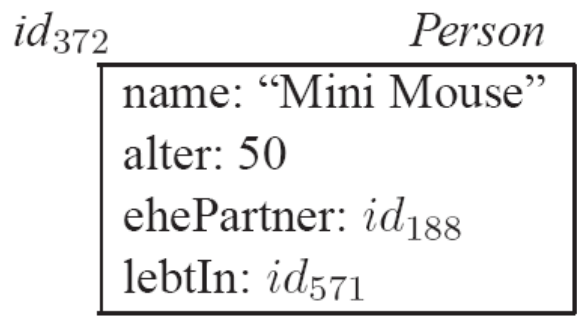 id₃₇₂ Person
name: “Mini Mouse”
alter: 50
ehePartner: id₁₈₈
lebtIn: id₅₇₁